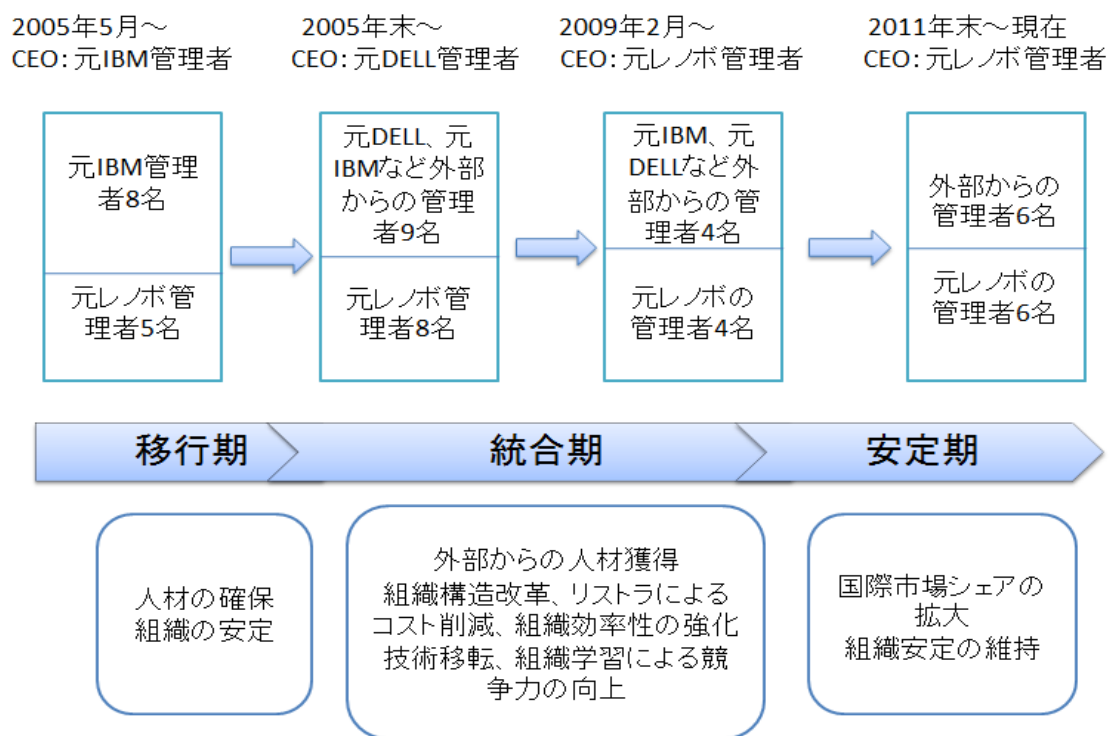 2005年5月～
CEO：元IBM管理者
2005年末～
CEO：元DELL管理者
2009年2月～
CEO：元レノボ管理者
2011年末～現在
CEO：元レノボ管理者
元IBM管理
者8名
元レノボ管
理者5名
元DELL、元
IBMなど外部
からの管理
者9名
元レノボ管
理者8名
元IBM、元
DELLなど外
部からの管
理者4名
元レノボの
管理者4名
外部からの
管理者6名
元レノボの
管理者6名
移行期
統合期
安定期
人材の確保
組織の安定
外部からの人材獲得
組織構造改革、リストラによる
コスト削減、組織効率性の強化
技術移転、組織学習による競
争力の向上
国際市場シェアの
拡大
組織安定の維持